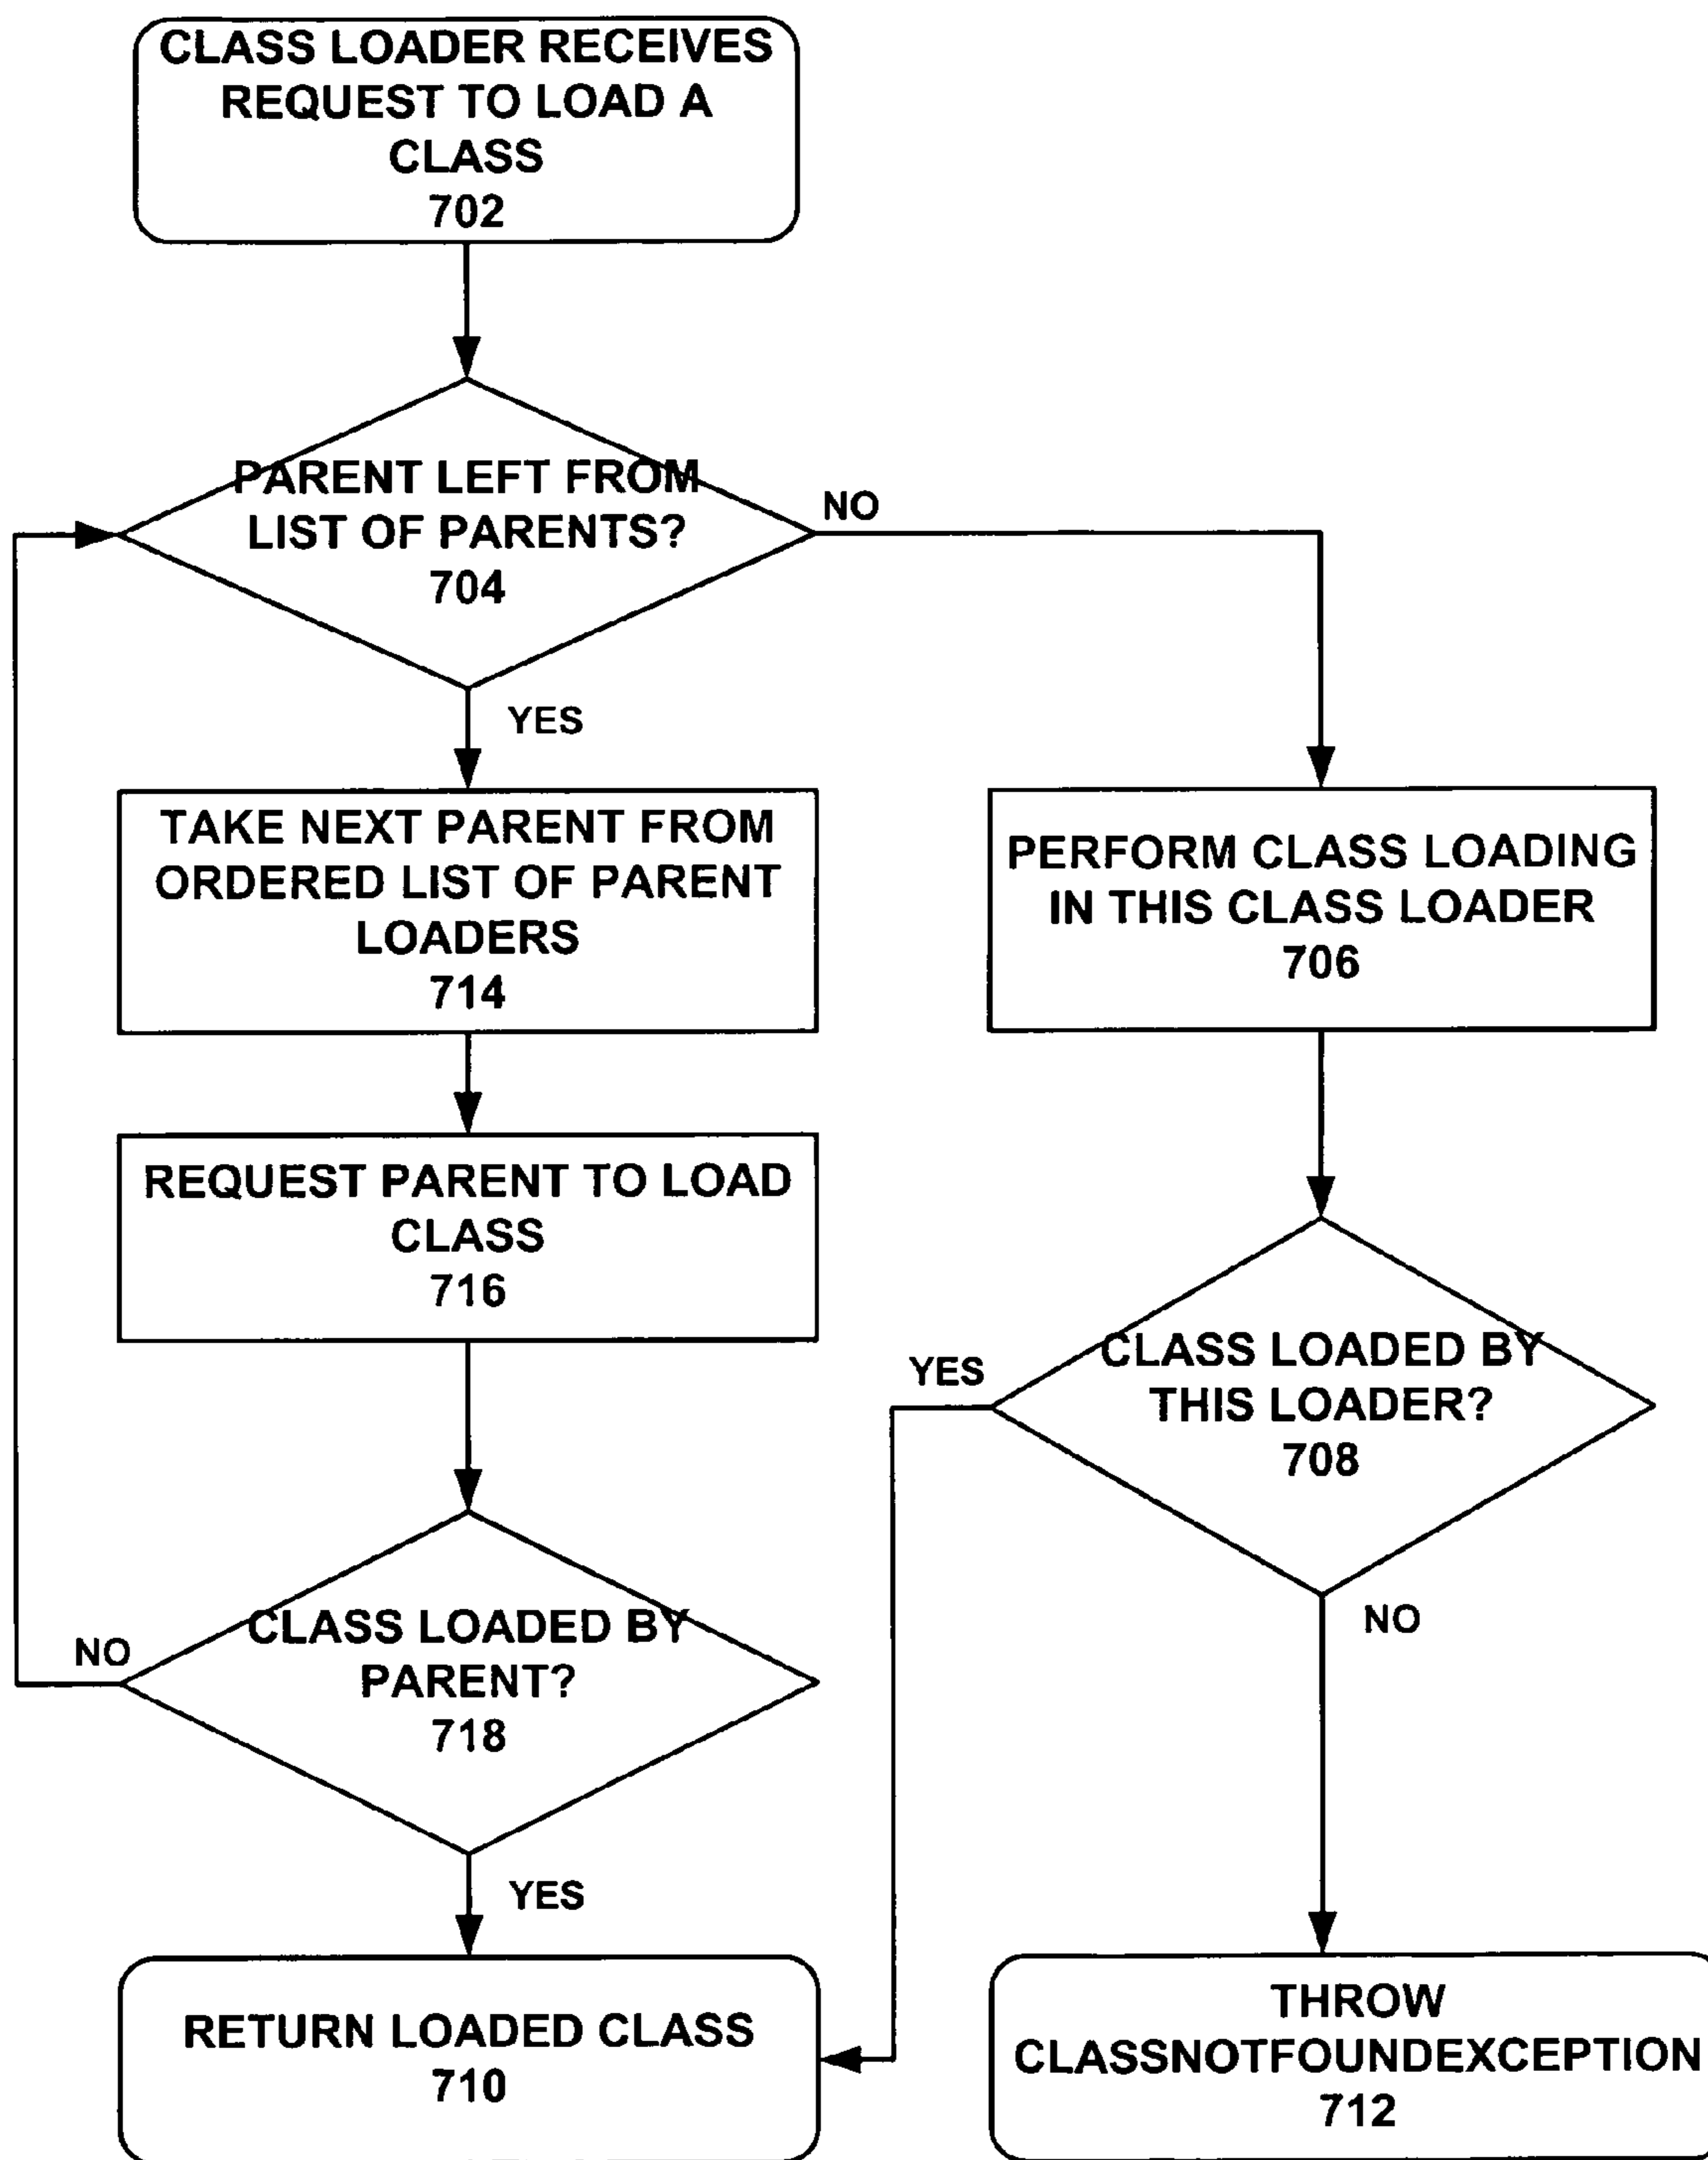 CLASS LOADER RECEIVES
REQUEST TO LOAD A
CLASS
702
PARENT LEFT FROM
LIST OF PARENTS?
704
NO
YES
TAKE NEXT PARENT FROM
ORDERED LIST OF PARENT
LOADERS
714
PERFORM CLASS LOADING
IN THIS CLASS LOADER
706
REQUEST PARENT TO LOAD
CLASS
716
YES
CLASS LOADED BY
THIS LOADER?
708
NO
NO
CLASS LOADED BY
PARENT?
718
YES
RETURN LOADED CLASS
710
THROW
CLASSNOTFOUNDEXCEPTION
712